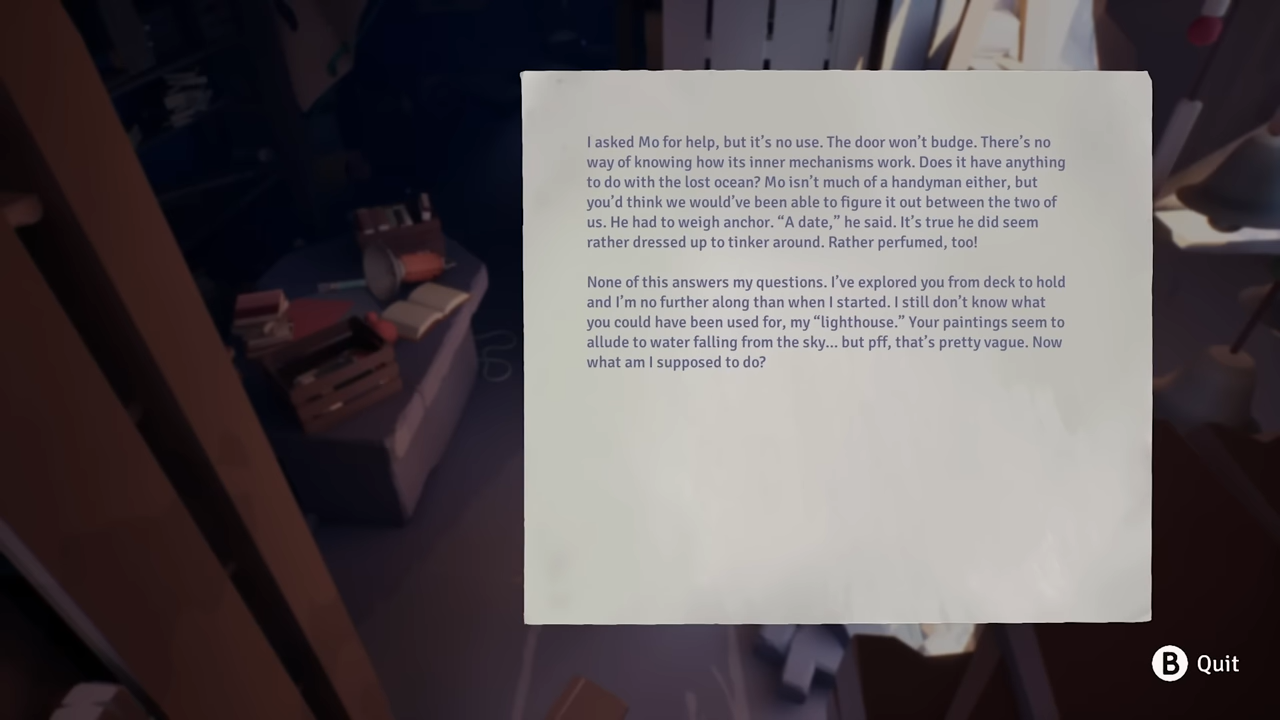 I asked Mo for help, but it’s no use. The door won’t budge. There’s no
way of knowing how its inner mechanisms work. Does it have anything
to do with the lost ocean? Mo isn’t much of a handyman either, but
you’d think we would’ve been able to figure it out between the two of
us. He had to weigh anchor. “A date,” he said. It’s true he did seem
rather dressed up to tinker around. Rather perfumed, too!
None of this answers my questions. I’ve explored you from deck to hold
and I’m no further along than when I started. I still don’t know what
you could have been used for, my “lighthouse.” Your paintings seem to
allude to water falling from the sky... but pff, that’s pretty vague. Now
what am I supposed to do?
B Quit